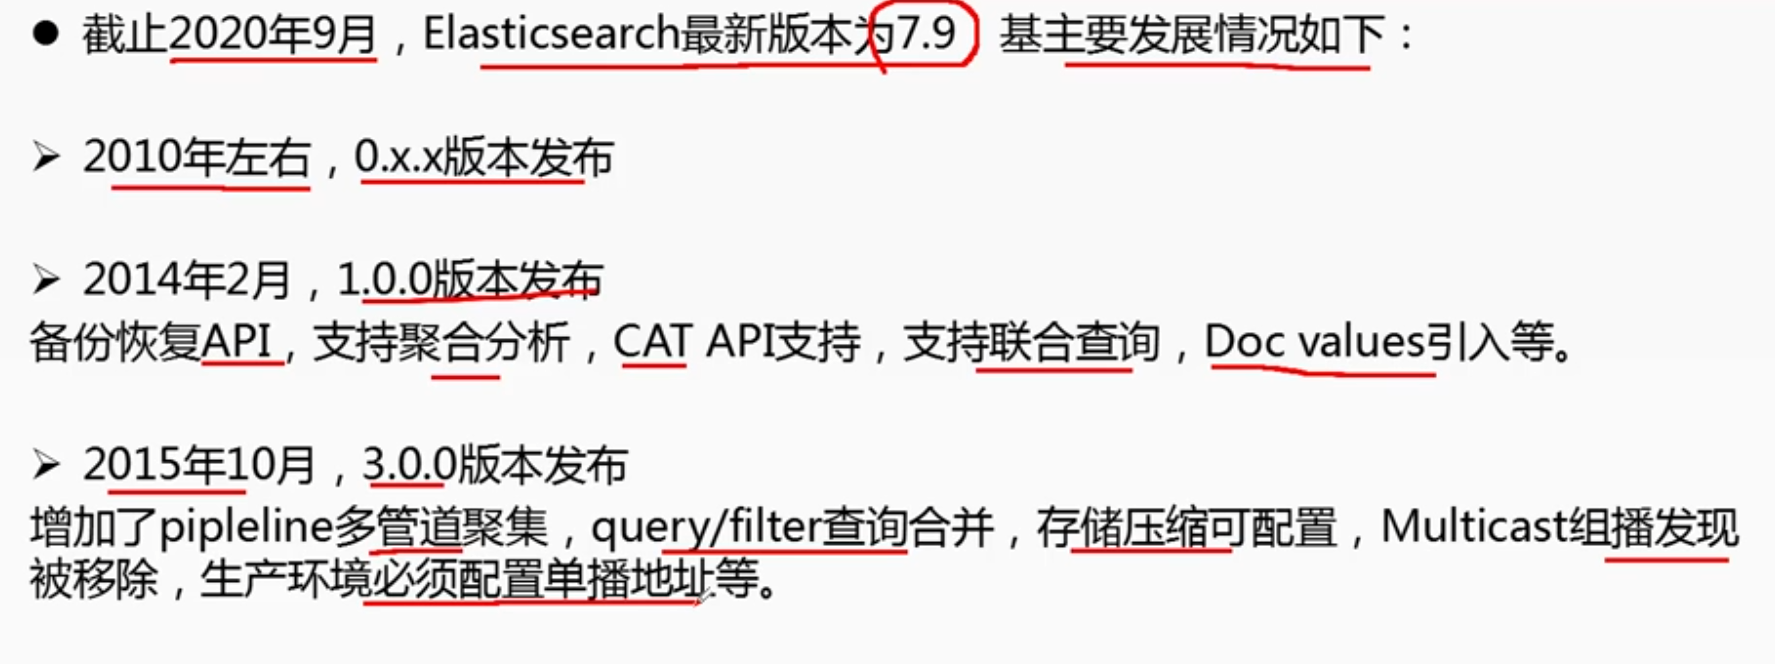 ● 截止2020年9月，Elasticsearch最新版本为7.9 基主要发展情况如下：
➢ 2010年左右，0.x.x版本发布
➢ 2014年2月，1.0.0版本发布
备份恢复API，支持聚合分析，CAT API支持，支持联合查询，Doc values引入等。
➢ 2015年10月，3.0.0版本发布
增加了pipleline多管道聚集，query/filter查询合并，存储压缩可配置，Multicast组播发现
被移除，生产环境必须配置单播地址等。